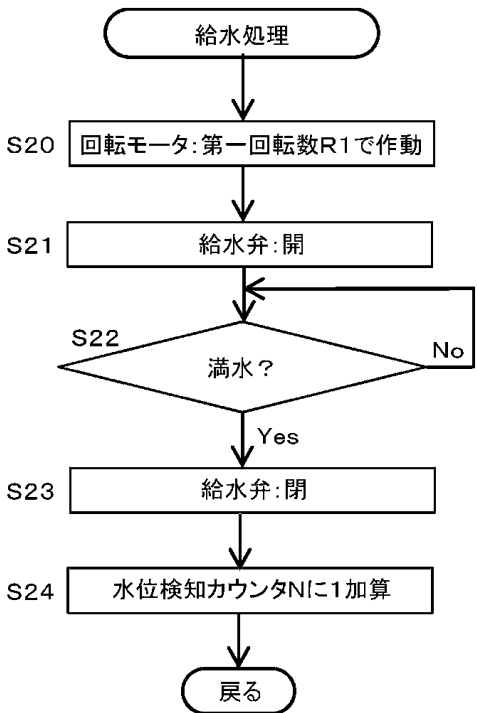 給水処理
S20
回転モータ:第一回転数R1で作動
S21
給水弁:開
S22
満水?
No
Yes
S23
給水弁:閉
S24
水位検知カウンタNに1加算
戻る